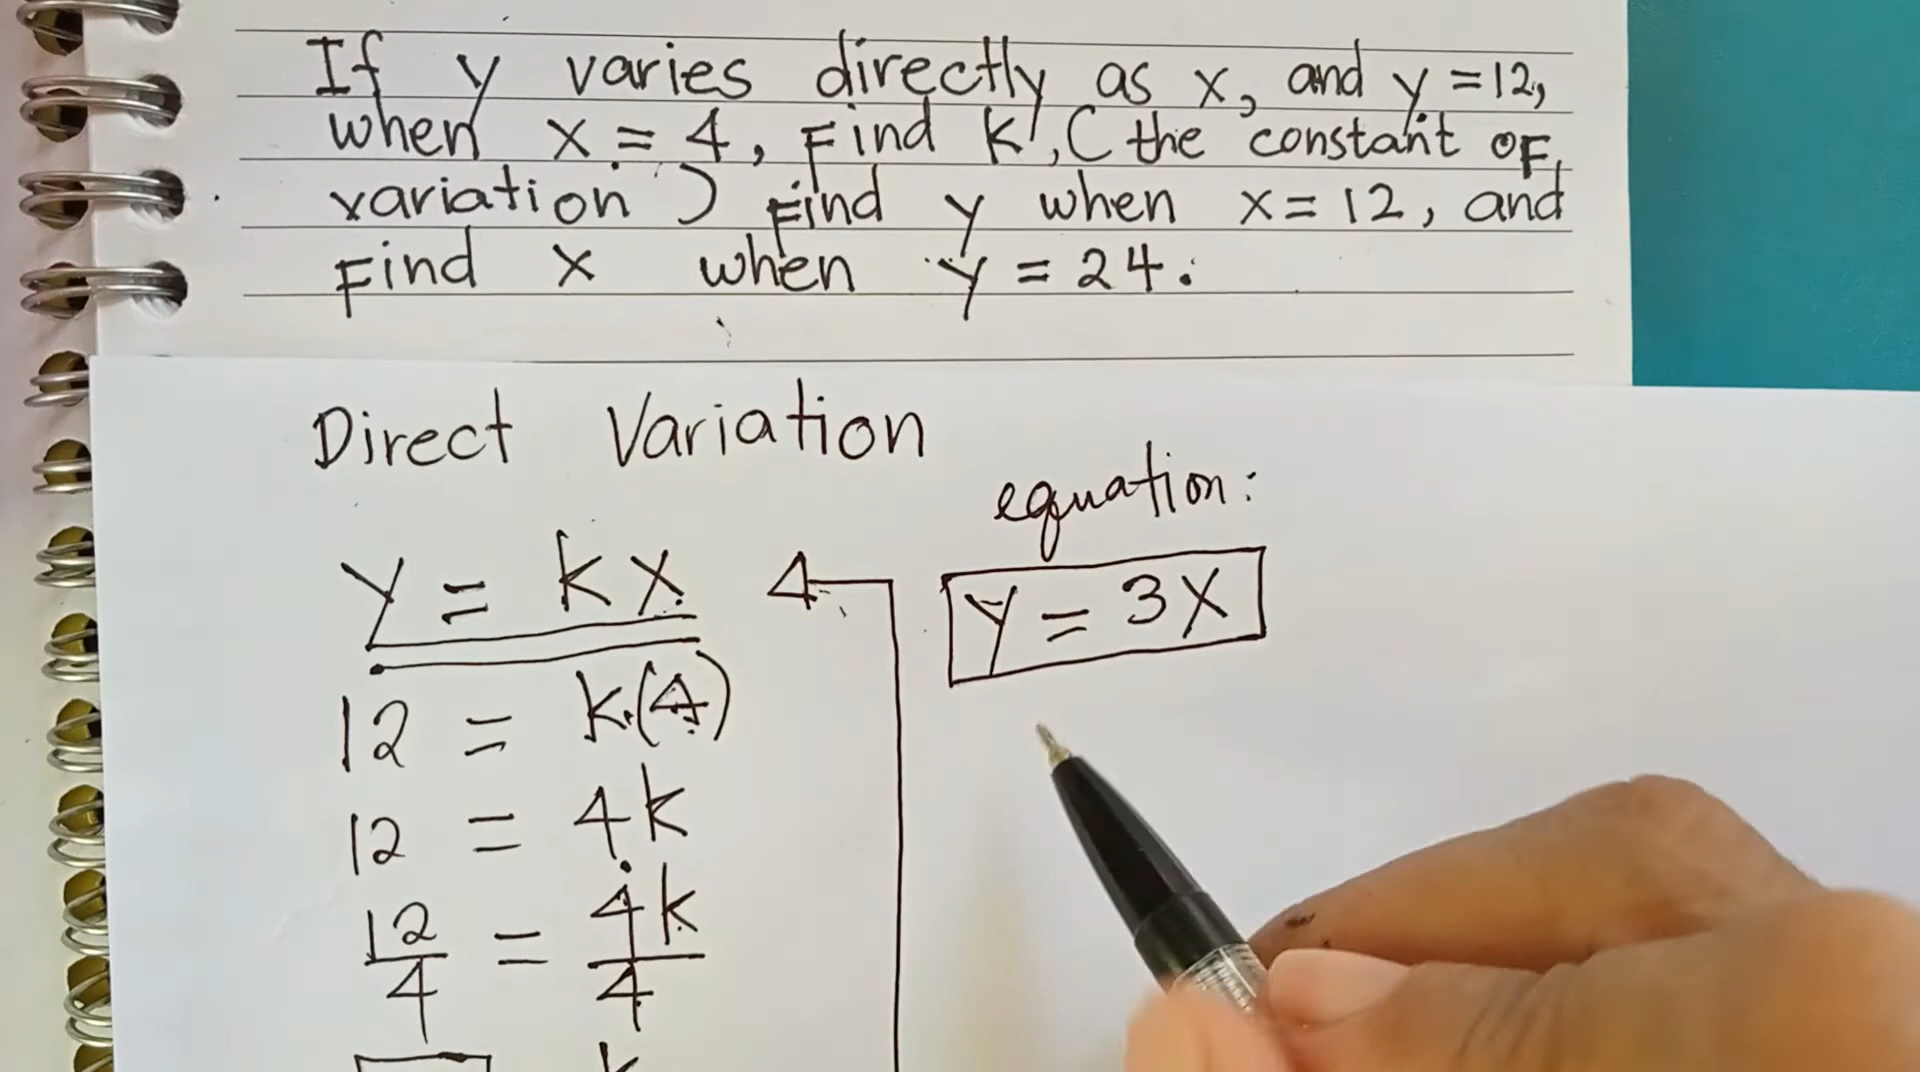 If y varies directly as x, and y = 12,
when x = 4, Find k, (the constant of
variation) Find y when x = 12, and
Find x when y = 24.
Direct Variation
equation:
y = kx 4
y = 3x
12 = k.(4)
12 = 4k
12/4 = 4k/4
k